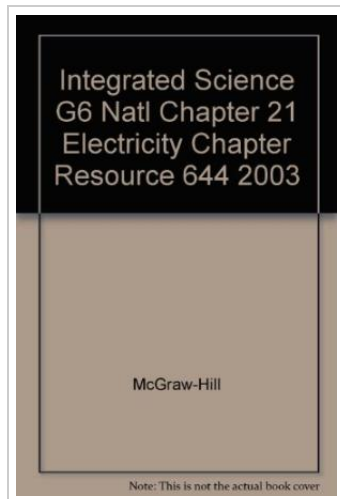 Integrated Science
G6 Natl Chapter 21
Electricity Chapter
Resource 644 2003
McGraw-Hill
Note: This is not the actual book cover